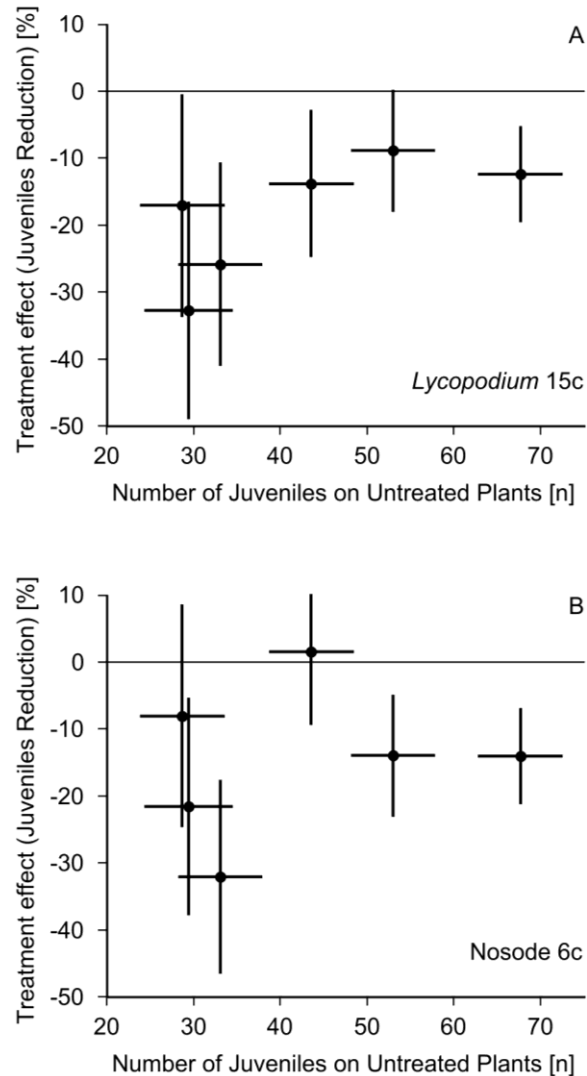 A
Treatment effect (Juveniles Reduction) [%]
10
0
-10
-20
-30
-40
-50
Lycopodium 15c
20 30 40 50 60 70
Number of Juveniles on Untreated Plants [n]
B
Treatment effect (Juveniles Reduction) [%]
10
0
-10
-20
-30
-40
-50
Nosode 6c
20 30 40 50 60 70
Number of Juveniles on Untreated Plants [n]